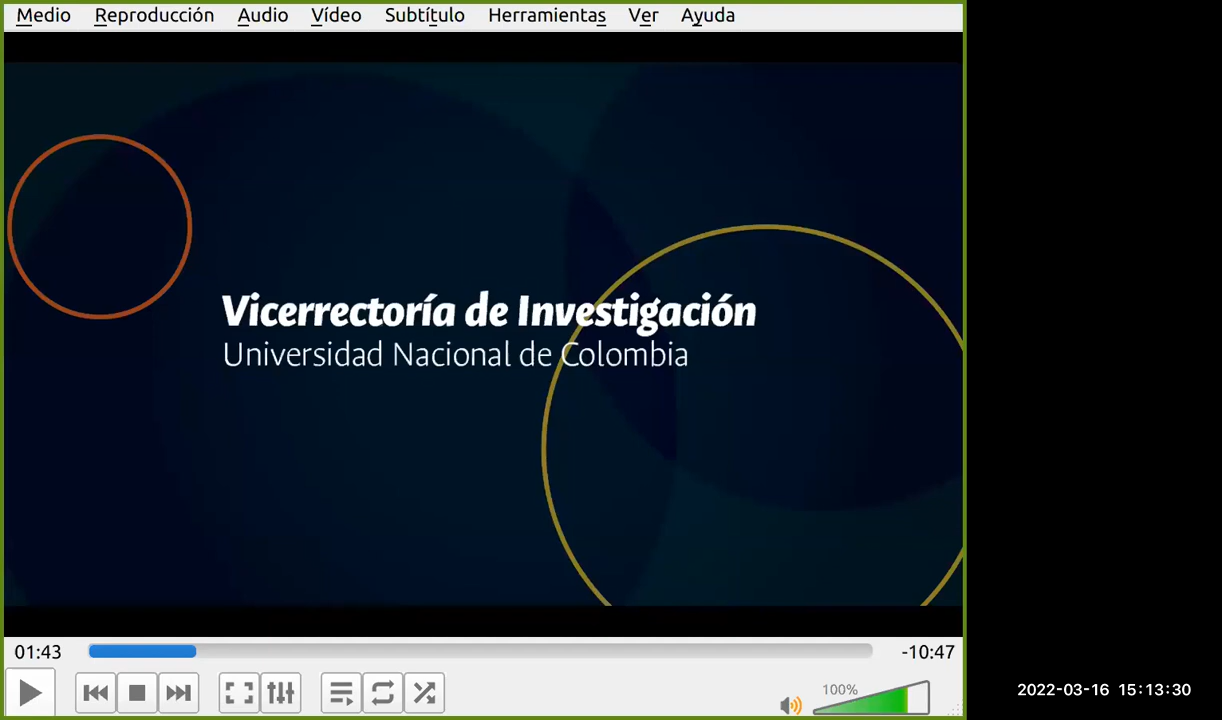 Medio Reproducción Audio Vídeo Subtítulo Herramientas Ver Ayuda
Vicerrectoría de Investigación
Universidad Nacional de Colombia
01:43 -10:47
100%
2022-03-16 15:13:30